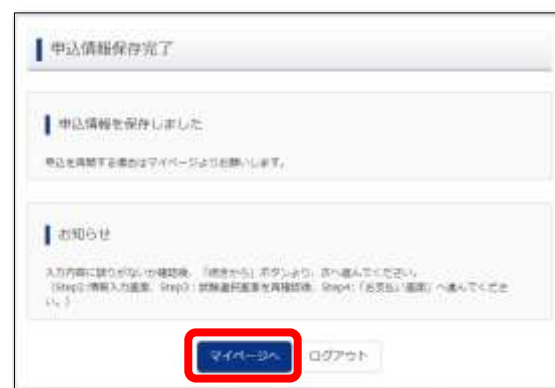 申込情報保存完了
申込情報を保存しました
申込を再開する場合はマイページよりお願いします。
お知らせ
入力内容に誤りがないか確認後、「続きから」ボタンより、次へ進んでください。
(Step2:情報入力画面、Step3:試験選択画面を再確認後、Step4:「お支払い画面」へ進んでくださ
い。)
マイページへ
ログアウト